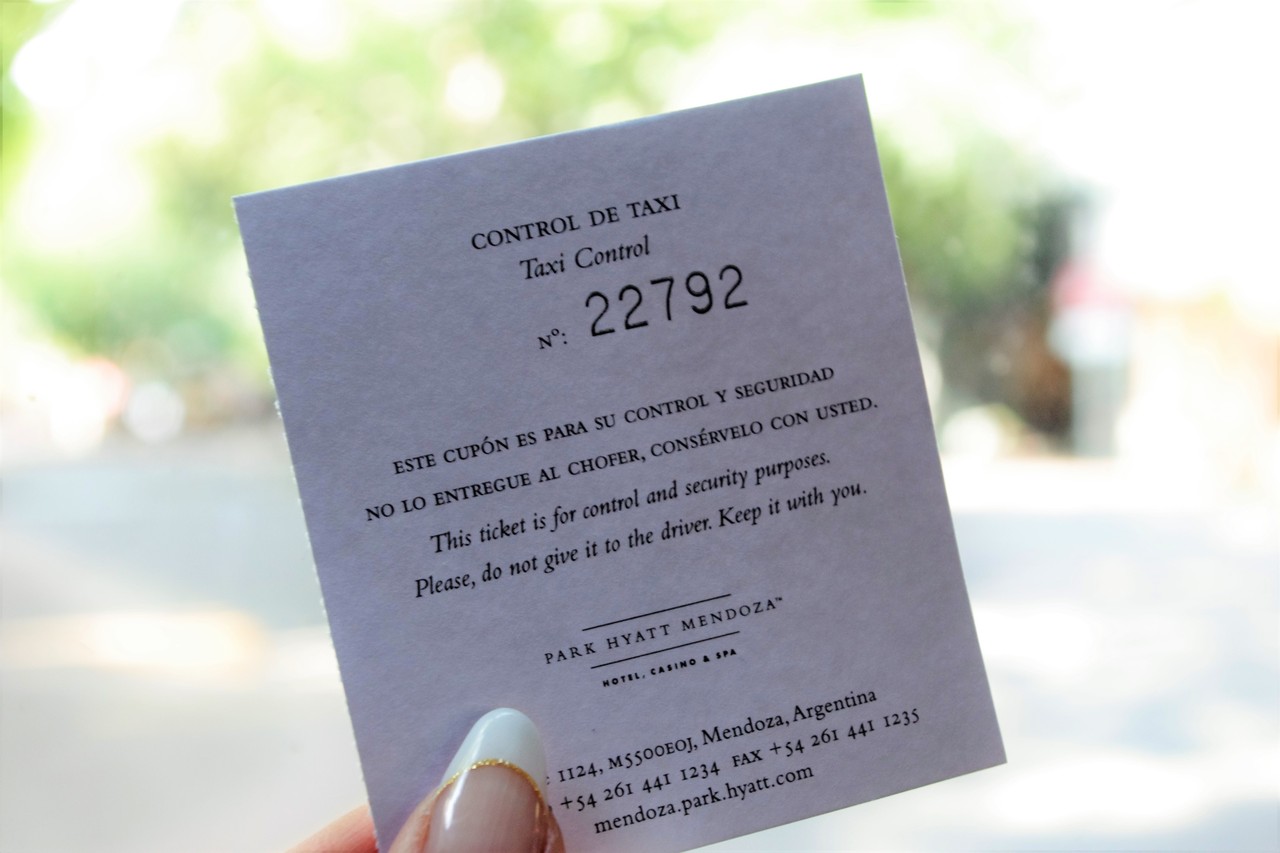 CONTROL DE TAXI
Taxi Control
Nº: 22792
ESTE CUPÓN ES PARA SU CONTROL Y SEGURIDAD
NO LO ENTREGUE AL CHOFER, CONSÉRVELO CON USTED.
This ticket is for control and security purposes.
Please, do not give it to the driver. Keep it with you.
PARK HYATT MENDOZA™
HOTEL, CASINO & SPA
1124, M5500EOJ, Mendoza, Argentina
+54 261 441 1234 FAX +54 261 441 1235
mendoza.park.hyatt.com